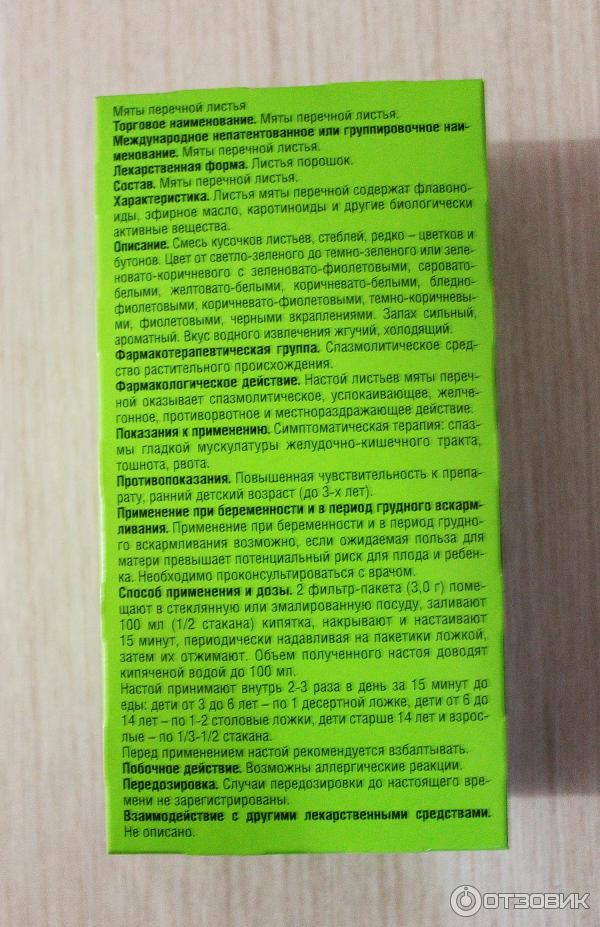 Мяты перечной листья
Торговое наименование. Мяты перечной листья.
Международное непатентованное или группировочное наи-
менование. Мяты перечной листья.
Лекарственная форма. Листья порошок.
Состав. Мяты перечной листья.
Характеристика. Листья мяты перечной содержат флавоно-
иды, эфирное масло, каротиноиды и другие биологически
активные вещества.
Описание. Смесь кусочков листьев, стеблей, редко – цветков и
бутонов. Цвет от светло-зеленого до темно-зеленого или зеле-
новато-коричневого с зеленовато-фиолетовыми, серовато-
белыми, желтовато-белыми, коричневато-белыми, бледно-
фиолетовыми, коричневато-фиолетовыми, темно-коричневы-
ми, фиолетовыми, черными вкраплениями. Запах сильный,
ароматный. Вкус водного извлечения жгучий, холодящий.
Фармакотерапевтическая группа. Спазмолитическое сред-
ство растительного происхождения.
Фармакологическое действие. Настой листьев мяты переч-
ной оказывает спазмолитическое, успокаивающее, желче-
гонное, противорвотное и местнораздражающее действие.
Показания к применению. Симптоматическая терапия: спаз-
мы гладкой мускулатуры желудочно-кишечного тракта,
тошнота, рвота.
Противопоказания. Повышенная чувствительность к препа-
рату, ранний детский возраст (до 3-х лет).
Применение при беременности и в период грудного вскарм-
ливания. Применение при беременности и в период грудно-
го вскармливания возможно, если ожидаемая польза для
матери превышает потенциальный риск для плода и ребен-
ка. Необходимо проконсультироваться с врачом.
Способ применения и дозы. 2 фильтр-пакета (3,0 г) поме-
щают в стеклянную или эмалированную посуду, заливают
100 мл (1/2 стакана) кипятка, накрывают и настаивают
15 минут, периодически надавливая на пакетики ложкой,
затем их отжимают. Объем полученного настоя доводят
кипяченой водой до 100 мл.
Настой принимают внутрь 2-3 раза в день за 15 минут до
еды: дети от 3 до 6 лет – по 1 десертной ложке, дети от 6 до
14 лет – по 1-2 столовые ложки, дети старше 14 лет и взрос-
лые – по 1/3-1/2 стакана.
Перед применением настой рекомендуется взбалтывать.
Побочное действие. Возможны аллергические реакции.
Передозировка. Случаи передозировки до настоящего вре-
мени не зарегистрированы.
Взаимодействие с другими лекарственными средствами.
Не описано.
ОТЗОВИК